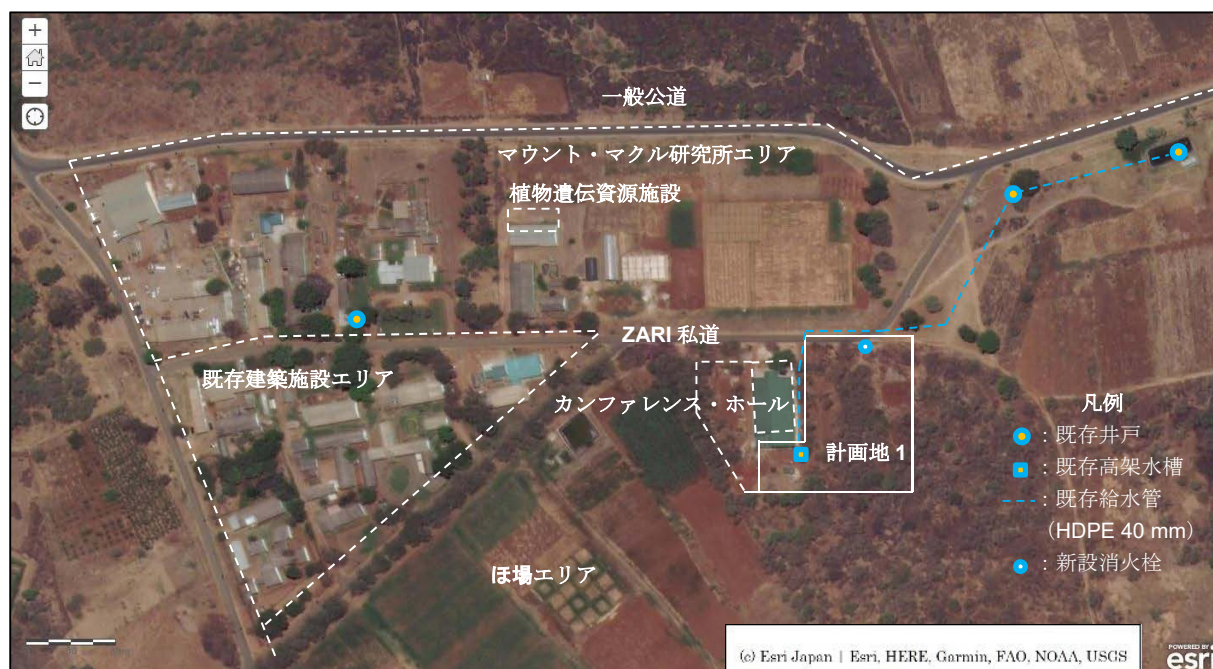 一般公道
マウント・マクル研究所エリア
植物遺伝資源施設
ZARI 私道
既存建築施設エリア
カンファレンス・ホール
計画地 1
ほ場エリア
凡例
：既存井戸
：既存高架水槽
：既存給水管
（HDPE 40 mm）
：新設消火栓
(c) Esri Japan | Esri, HERE, Garmin, FAO, NOAA, USGS
POWERED BY
esri